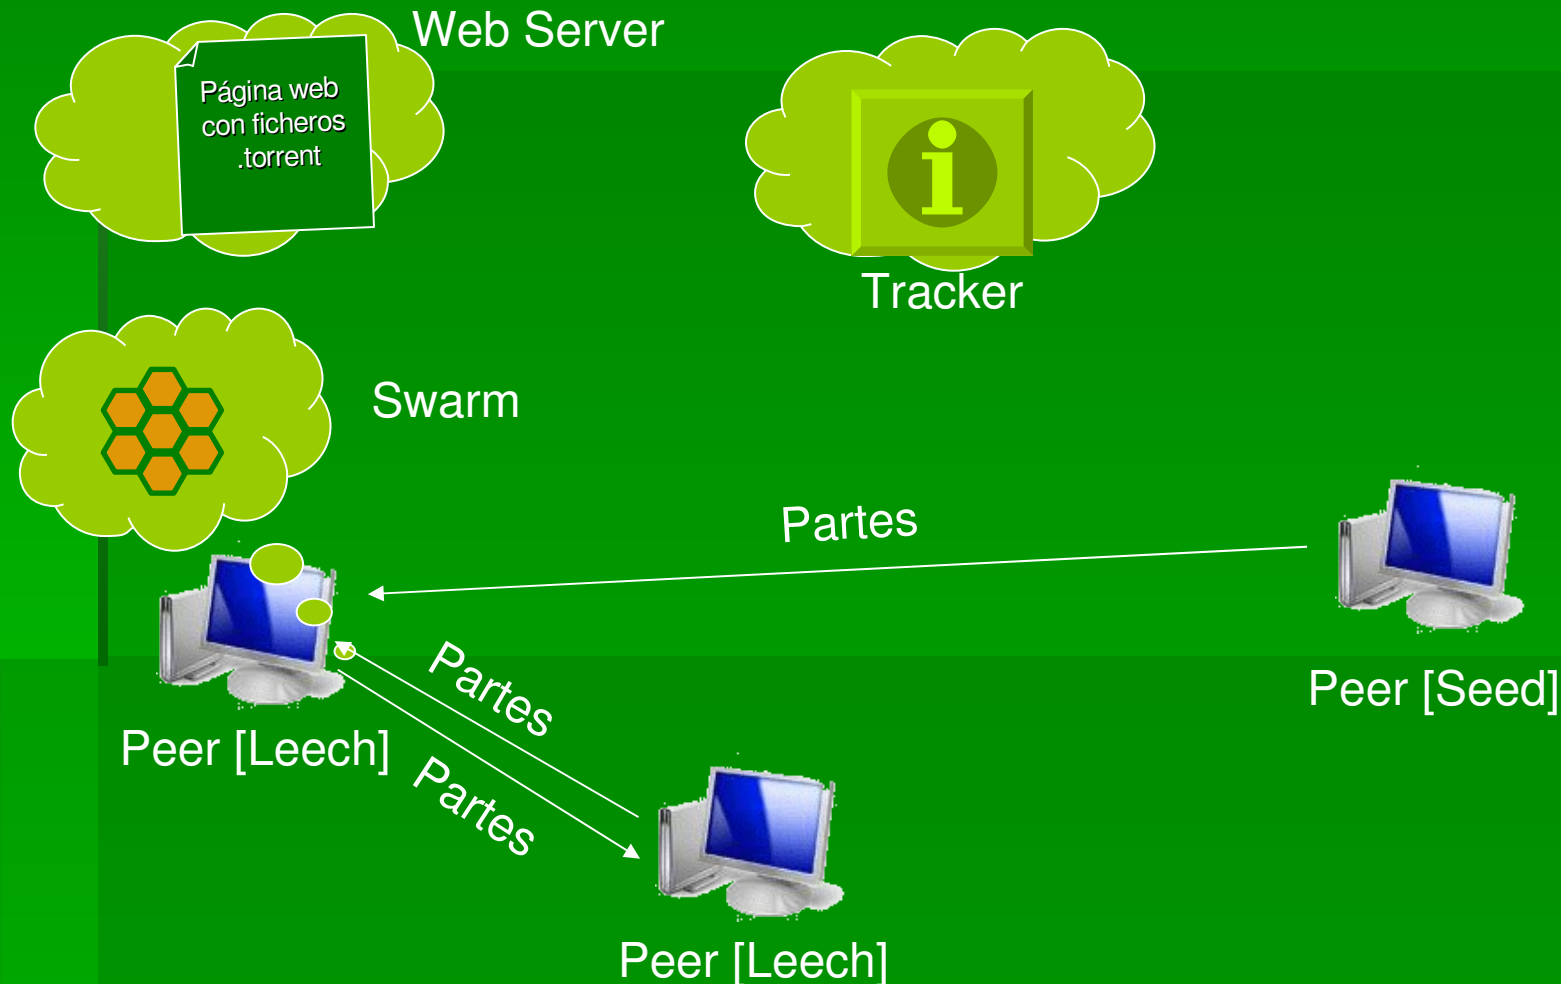 Web Server
Página web
con ficheros
.torrent
Tracker
Swarm
Partes
Peer [Seed]
Partes
Peer [Leech]
Partes
Peer [Leech]